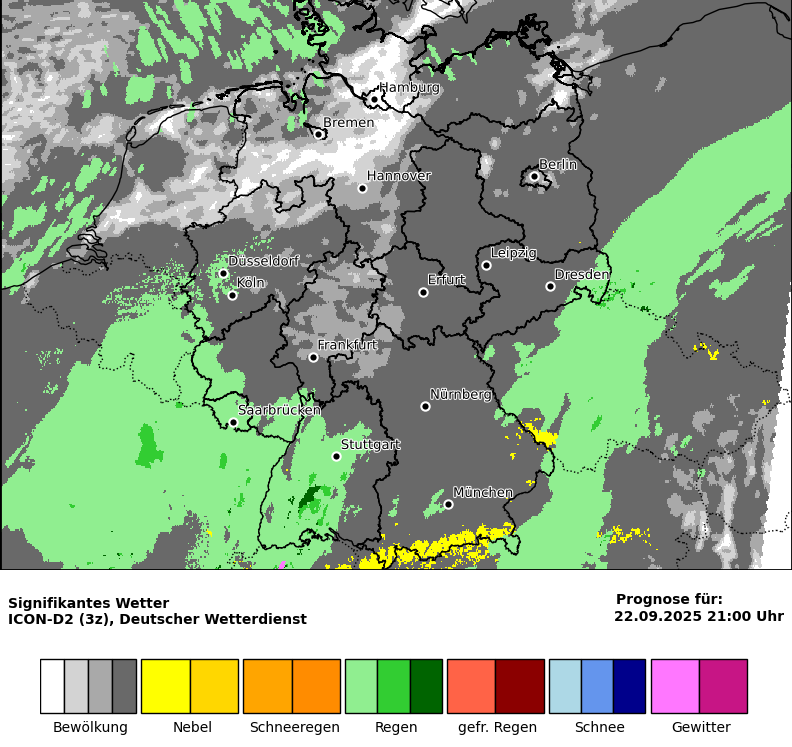 Hamburg
Bremen
Berlin
Hannover
Leipzig
Düsseldorf
Dresden
Köln
Erfurt
Frankfurt
Nürnberg
Saarbrücken
Stuttgart
München
Signifikantes Wetter
ICON-D2 (3z), Deutscher Wetterdienst
Prognose für:
22.09.2025 21:00 Uhr
Bewölkung Nebel Schneeregen Regen gefr. Regen Schnee Gewitter